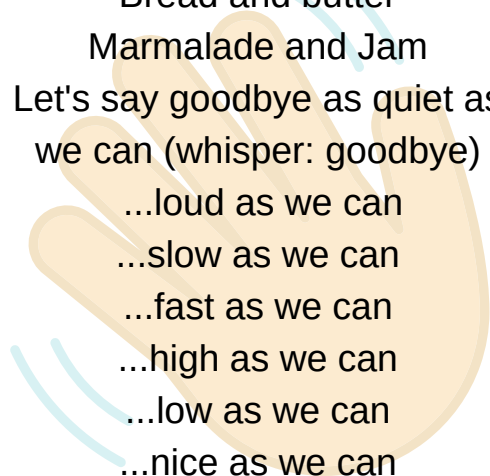 Bread and butter
Marmalade and Jam
Let's say goodbye as quiet as
we can (whisper: goodbye)
...loud as we can
...slow as we can
...fast as we can
...high as we can
...low as we can
...nice as we can